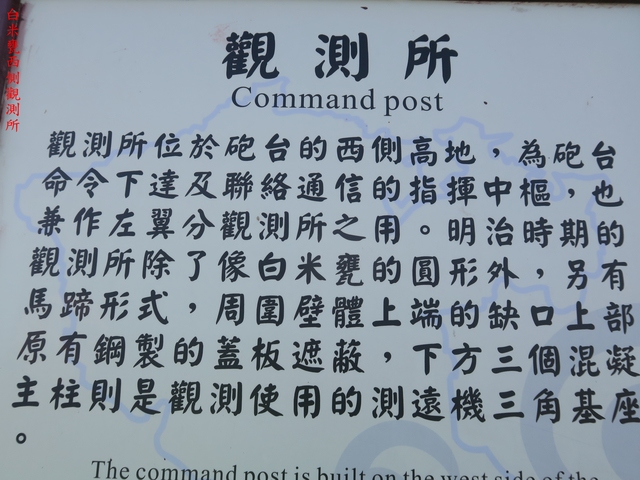 白米甕高測觀測所
觀測所
Command post
觀測所位於砲台的西側高地，為砲台
命令下達及聯絡通信的指揮中樞，也
兼作左翼分觀測所之用。明治時期的
觀測所除了像白米甕的圓形外，另有
馬蹄形式，周圍壁體上端的缺口上部
原有鋼製的蓋板遮蔽，下方三個混凝
主柱則是觀測使用的測遠機三角基座
。
The command post is built on the west side of the